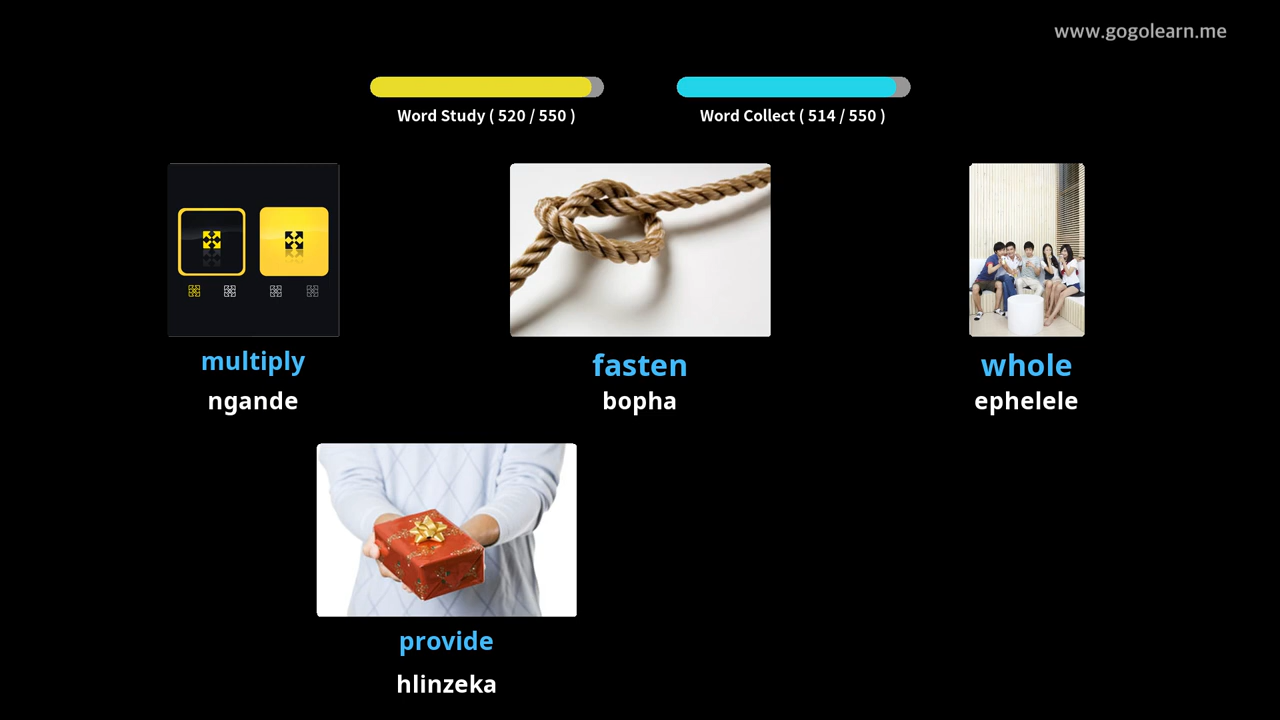 www.gogolearn.me
Word Study ( 520 / 550 )
Word Collect ( 514 / 550 )
multiply
ngande
fasten
bopha
whole
ephelele
provide
hlinzeka